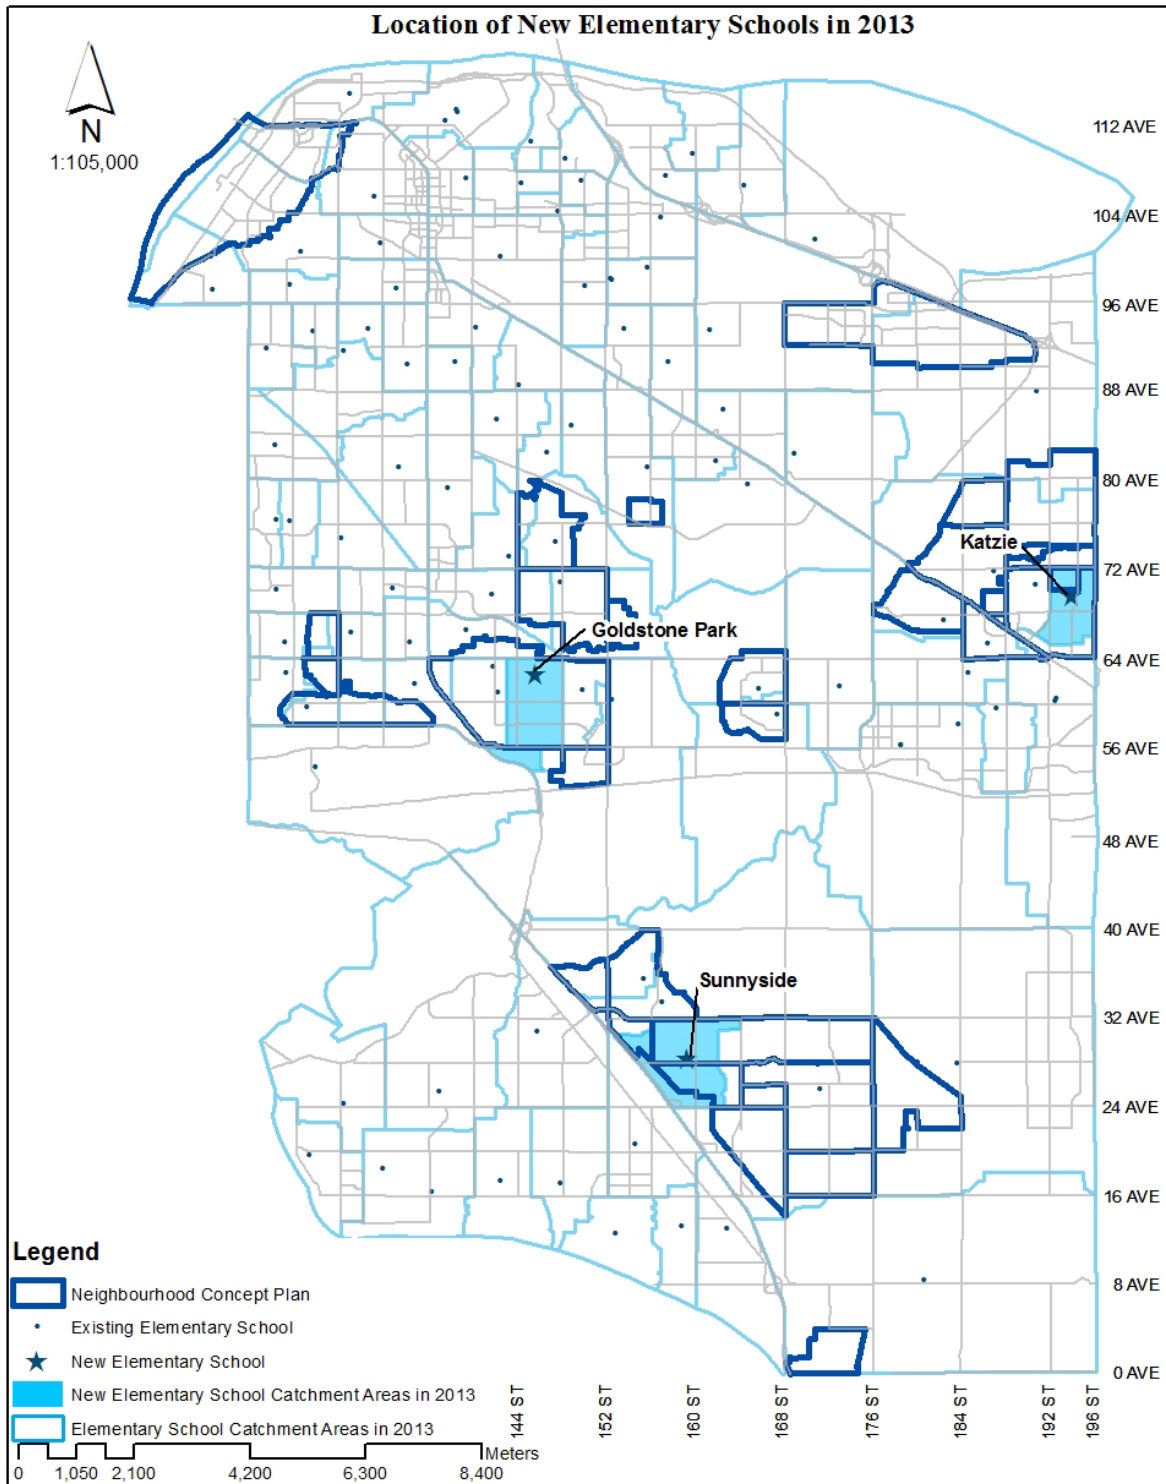 Location of New Elementary Schools in 2013
N
1:105,000
112 AVE
104 AVE
96 AVE
88 AVE
80 AVE
Katzie
72 AVE
Goldstone Park
64 AVE
56 AVE
48 AVE
40 AVE
Sunnyside
32 AVE
24 AVE
16 AVE
8 AVE
0 AVE
Legend
Neighbourhood Concept Plan
Existing Elementary School
New Elementary School
New Elementary School Catchment Areas in 2013
Elementary School Catchment Areas in 2013
144 ST
152 ST
160 ST
168 ST
176 ST
184 ST
192 ST
196 ST
Meters
0 1,050 2,100 4,200 6,300 8,400